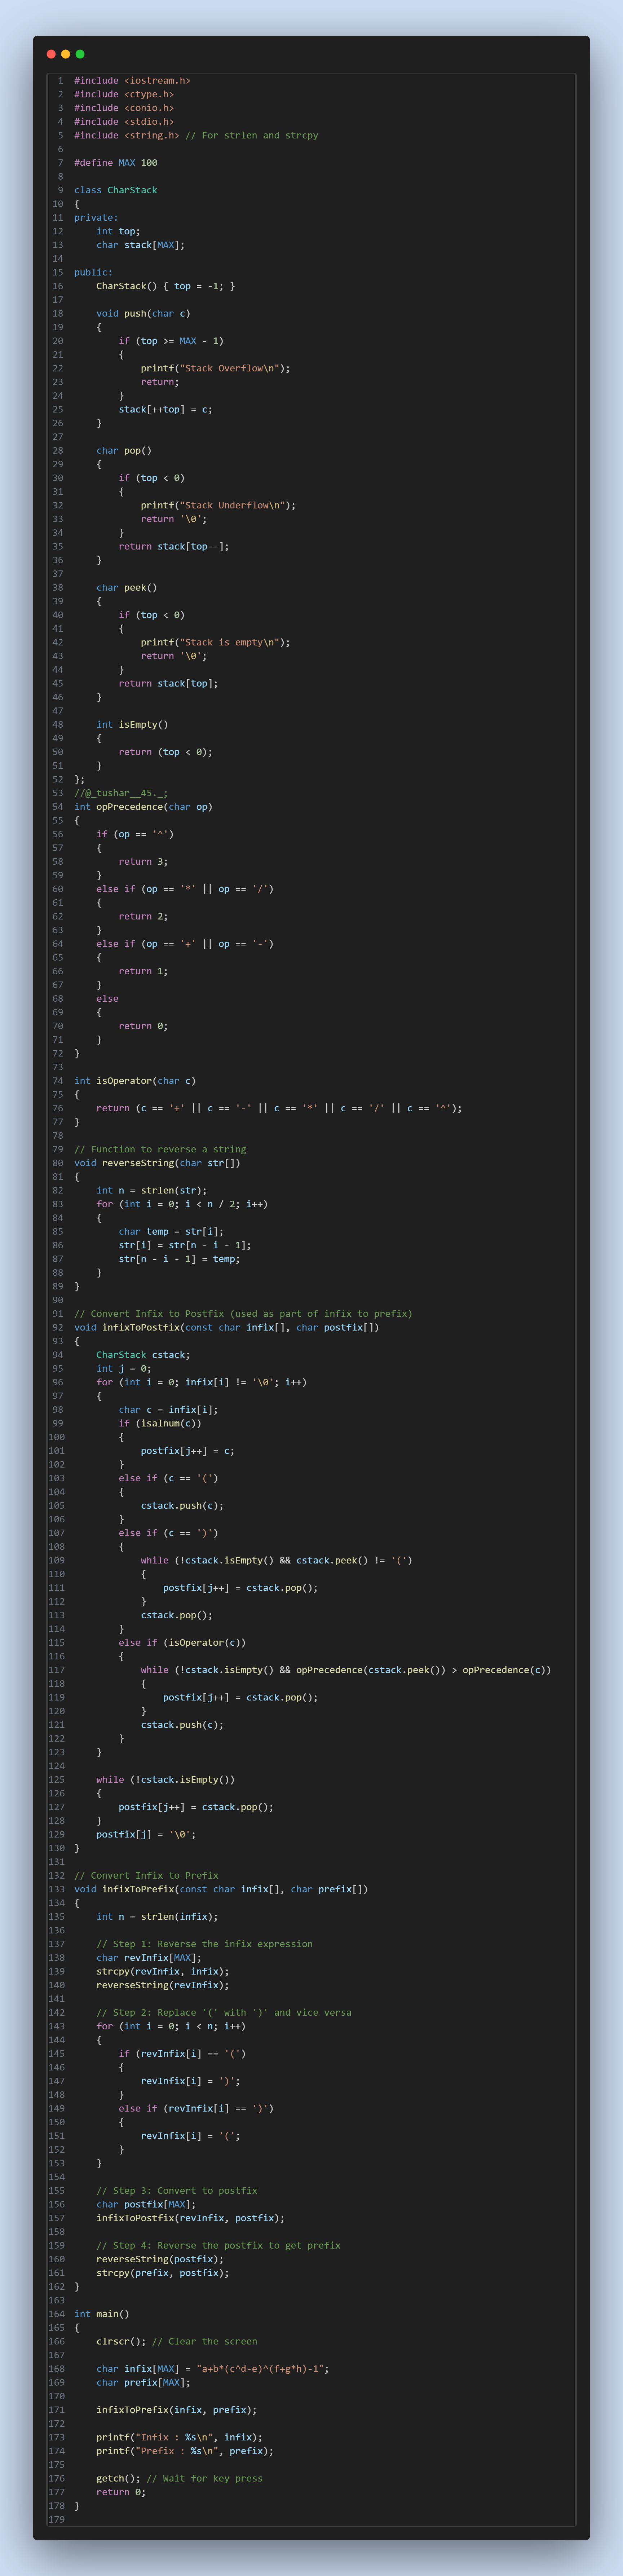 1 #include <iostream.h>
2 #include <ctype.h>
3 #include <conio.h>
4 #include <stdio.h>
5 #include <string.h> // For strlen and strcpy
6
7 #define MAX 100
8
9 class CharStack
10 {
11 private:
12     int top;
13     char stack[MAX];
14
15 public:
16     CharStack() { top = -1; }
17
18     void push(char c)
19     {
20         if (top >= MAX - 1)
21         {
22             printf("Stack Overflow\n");
23             return;
24         }
25         stack[++top] = c;
26     }
27
28     char pop()
29     {
30         if (top < 0)
31         {
32             printf("Stack Underflow\n");
33             return '\0';
34         }
35         return stack[top--];
36     }
37
38     char peek()
39     {
40         if (top < 0)
41         {
42             printf("Stack is empty\n");
43             return '\0';
44         }
45         return stack[top];
46     }
47
48     int isEmpty()
49     {
50         return (top < 0);
51     }
52 };
53 //@_tushar__45._;
54 int opPrecedence(char op)
55 {
56     if (op == '^')
57     {
58         return 3;
59     }
60     else if (op == '*' || op == '/')
61     {
62         return 2;
63     }
64     else if (op == '+' || op == '-')
65     {
66         return 1;
67     }
68     else
69     {
70         return 0;
71     }
72 }
73
74 int isOperator(char c)
75 {
76     return (c == '+' || c == '-' || c == '*' || c == '/' || c == '^');
77 }
78
79 // Function to reverse a string
80 void reverseString(char str[])
81 {
82     int n = strlen(str);
83     for (int i = 0; i < n / 2; i++)
84     {
85         char temp = str[i];
86         str[i] = str[n - i - 1];
87         str[n - i - 1] = temp;
88     }
89 }
90
91 // Convert Infix to Postfix (used as part of infix to prefix)
92 void infixToPostfix(const char infix[], char postfix[])
93 {
94     CharStack cstack;
95     int j = 0;
96     for (int i = 0; infix[i] != '\0'; i++)
97     {
98         char c = infix[i];
99         if (isalnum(c))
100         {
101             postfix[j++] = c;
102         }
103         else if (c == '(')
104         {
105             cstack.push(c);
106         }
107         else if (c == ')')
108         {
109             while (!cstack.isEmpty() && cstack.peek() != '(')
110             {
111                 postfix[j++] = cstack.pop();
112             }
113             cstack.pop();
114         }
115         else if (isOperator(c))
116         {
117             while (!cstack.isEmpty() && opPrecedence(cstack.peek()) > opPrecedence(c))
118             {
119                 postfix[j++] = cstack.pop();
120             }
121             cstack.push(c);
122         }
123     }
124
125     while (!cstack.isEmpty())
126     {
127         postfix[j++] = cstack.pop();
128     }
129     postfix[j] = '\0';
130 }
131
132 // Convert Infix to Prefix
133 void infixToPrefix(const char infix[], char prefix[])
134 {
135     int n = strlen(infix);
136
137     // Step 1: Reverse the infix expression
138     char revInfix[MAX];
139     strcpy(revInfix, infix);
140     reverseString(revInfix);
141
142     // Step 2: Replace '(' with ')' and vice versa
143     for (int i = 0; i < n; i++)
144     {
145         if (revInfix[i] == '(')
146         {
147             revInfix[i] = ')';
148         }
149         else if (revInfix[i] == ')')
150         {
151             revInfix[i] = '(';
152         }
153     }
154
155     // Step 3: Convert to postfix
156     char postfix[MAX];
157     infixToPostfix(revInfix, postfix);
158
159     // Step 4: Reverse the postfix to get prefix
160     reverseString(postfix);
161     strcpy(prefix, postfix);
162 }
163
164 int main()
165 {
166     clrscr(); // Clear the screen
167
168     char infix[MAX] = "a+b*(c^d-e)^(f+g*h)-1";
169     char prefix[MAX];
170
171     infixToPrefix(infix, prefix);
172
173     printf("Infix : %s\n", infix);
174     printf("Prefix : %s\n", prefix);
175
176     getch(); // Wait for key press
177     return 0;
178 }
179